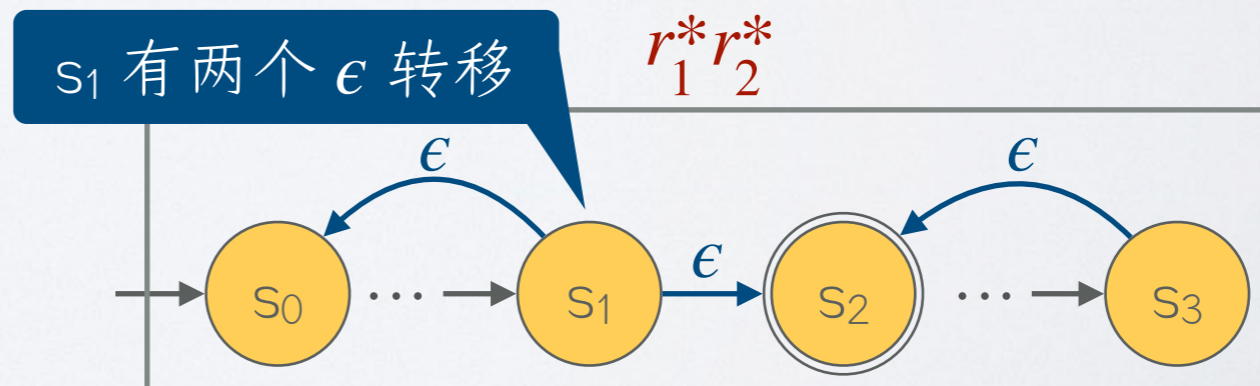 s₁ 有两个 ϵ 转移
r₁*r₂*
ϵ ϵ
s₀ ... s₁ ϵ s₂ ... s₃